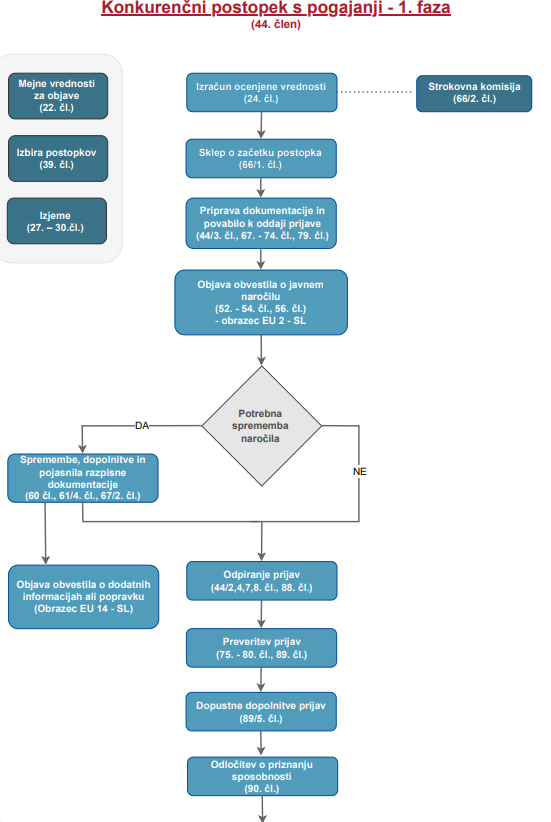 Konkurenčni postopek s pogajanji - 1. faza
(44. člen)
Mejne vrednosti
za objave
(22. čl.)
Izbira postopkov
(39. čl.)
Izjeme
(27. – 30.čl.)
Izračun ocenjene vrednosti
(24. čl.)
Strokovna komisija
(66/2. čl.)
Sklep o začetku postopka
(66/1. čl.)
Priprava dokumentacije in
povabilo k oddaji prijave
(44/3. čl., 67. - 74. čl., 79. čl.)
Objava obvestila o javnem
naročilu
(52. - 54. čl., 56. čl.)
- obrazec EU 2 - SL
Potrebna
sprememba
naročila
DA
NE
Spremembe, dopolnitve in
pojasnila razpisne
dokumentacije
(60 čl., 61/4. čl., 67/2. čl.)
Objava obvestila o dodatnih
informacijah ali popravku
(Obrazec EU 14 - SL)
Odpiranje prijav
(44/2,4,7,8. čl., 88. čl.)
Preveritev prijav
(75. - 80. čl., 89. čl.)
Dopustne dopolnitve prijav
(89/5. čl.)
Odločitev o priznanju
sposobnosti
(90. čl.)